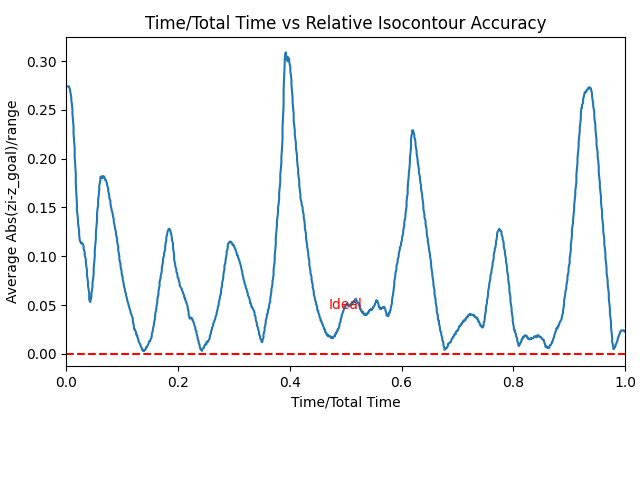 Time/Total Time vs Relative Isocontour Accuracy
Average Abs(zi-z_goal)/range
0.30
0.25
0.20
0.15
0.10
0.05
0.00
Ideal
0.0 0.2 0.4 0.6 0.8 1.0
Time/Total Time